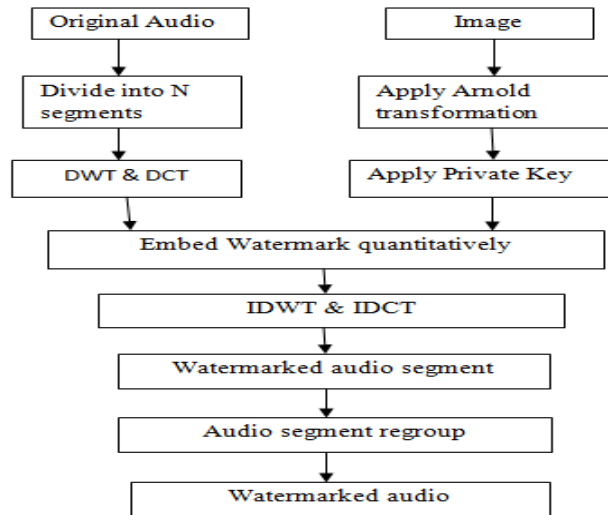 Original Audio
Image
Divide into N
segments
Apply Arnold
transformation
DWT & DCT
Apply Private Key
Embed Watermark quantitatively
IDWT & IDCT
Watermarked audio segment
Audio segment regroup
Watermarked audio